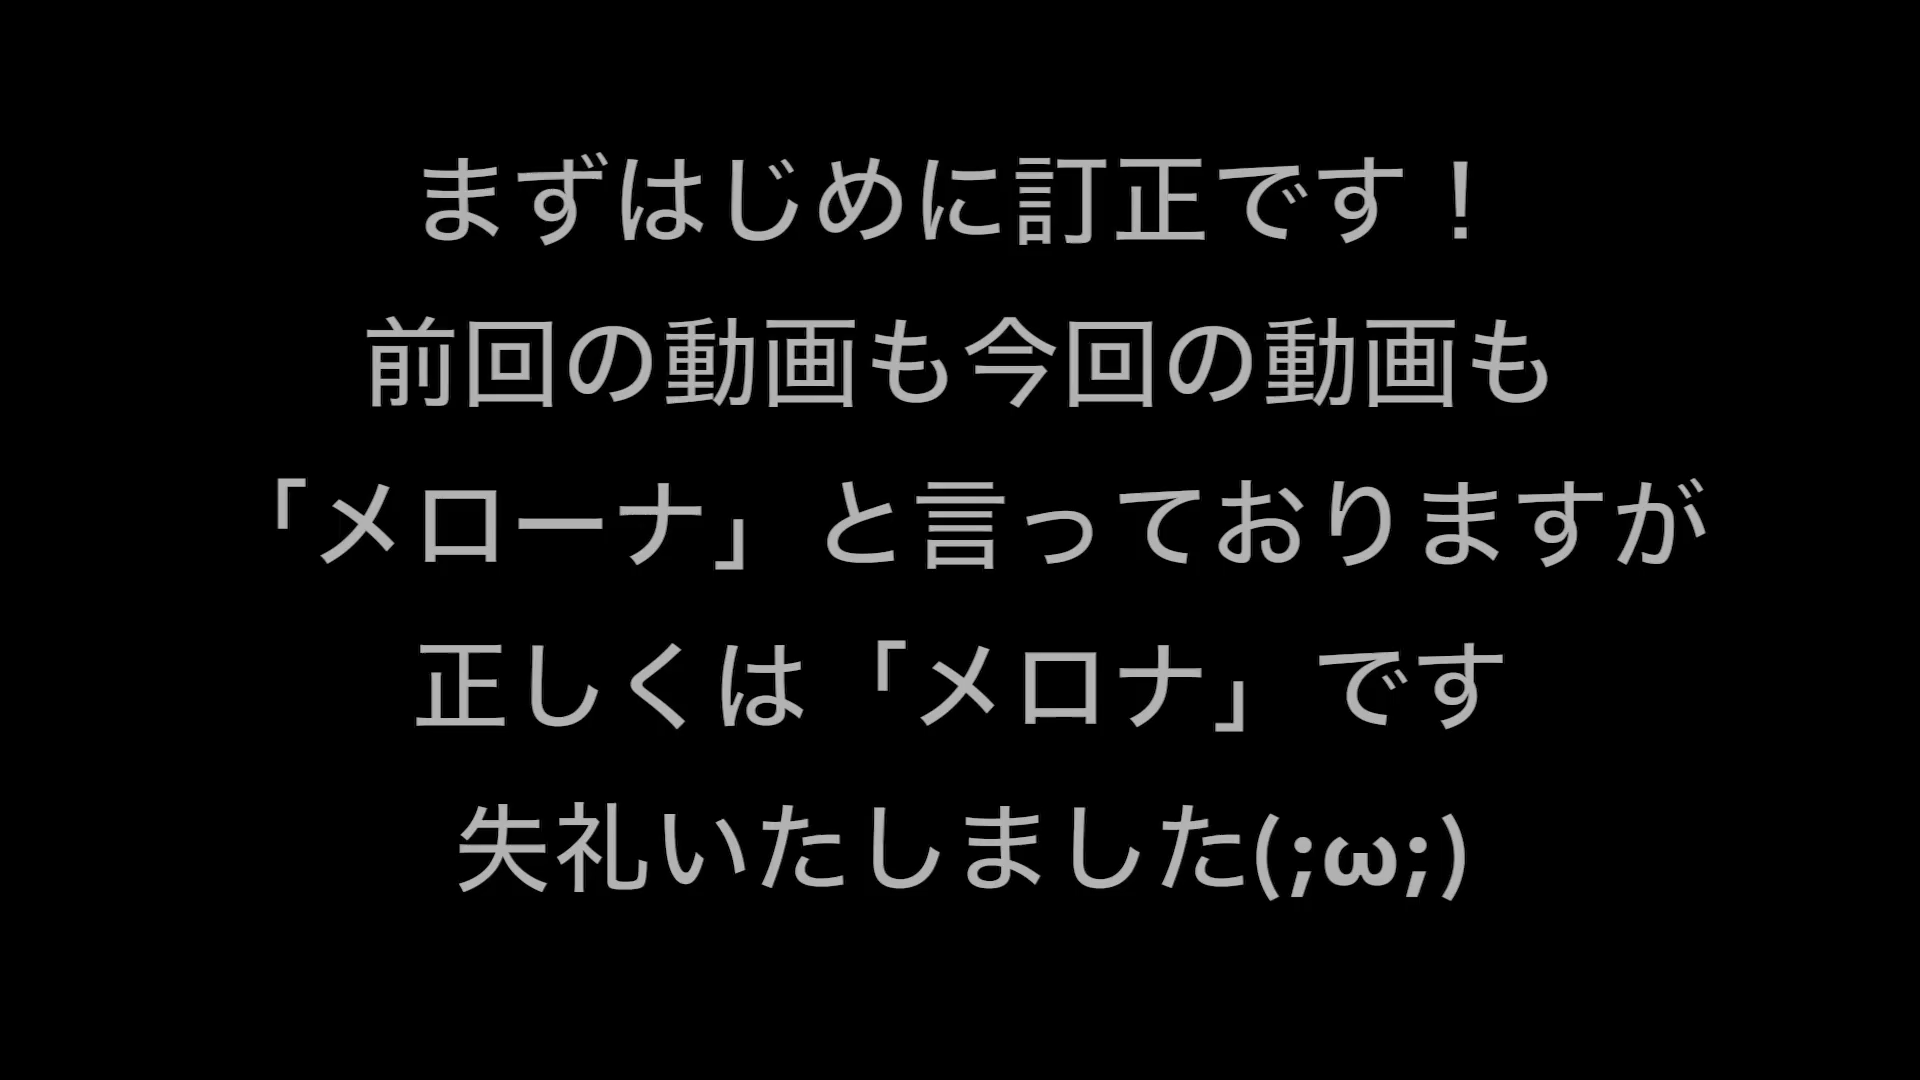 まずはじめに訂正です！
前回の動画も今回の動画も
「メローナ」と言っておりますが
正しくは「メロナ」です
失礼いたしました(;ω;)